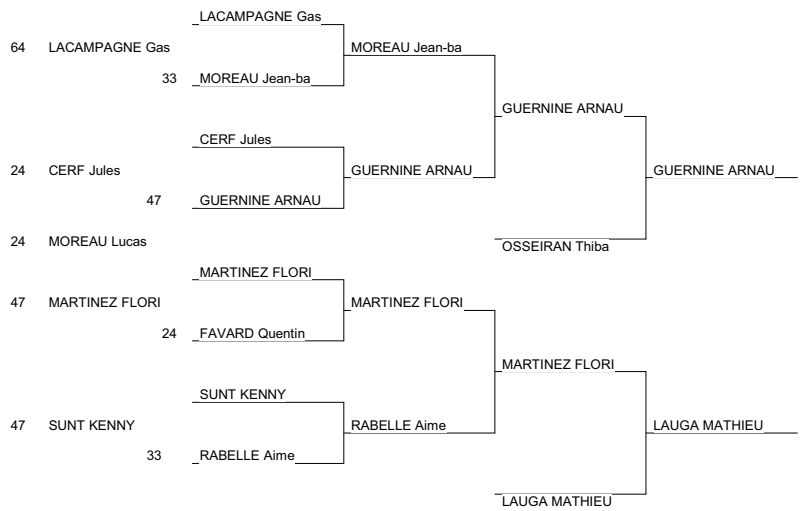 LACAMPAGNE Gas
64 LACAMPAGNE Gas MOREAU Jean-ba
33 MOREAU Jean-ba
GUERNINE ARNAU
CERF Jules
24 CERF Jules GUERNINE ARNAU GUERNINE ARNAU
47 GUERNINE ARNAU
24 MOREAU Lucas OSSEIRAN Thiba
MARTINEZ FLORI
47 MARTINEZ FLORI MARTINEZ FLORI
24 FAVARD Quentin
MARTINEZ FLORI
SUNT KENNY
47 SUNT KENNY RABELLE Aime LAUGA MATHIEU
33 RABELLE Aime
LAUGA MATHIEU